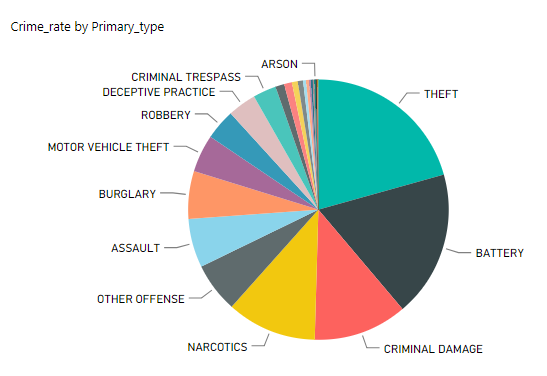 Crime_rate by Primary_type
ARSON
CRIMINAL TRESPASS
THEFT
DECEPTIVE PRACTICE
ROBBERY
MOTOR VEHICLE THEFT
BURGLARY
ASSAULT
BATTERY
OTHER OFFENSE
NARCOTICS
CRIMINAL DAMAGE